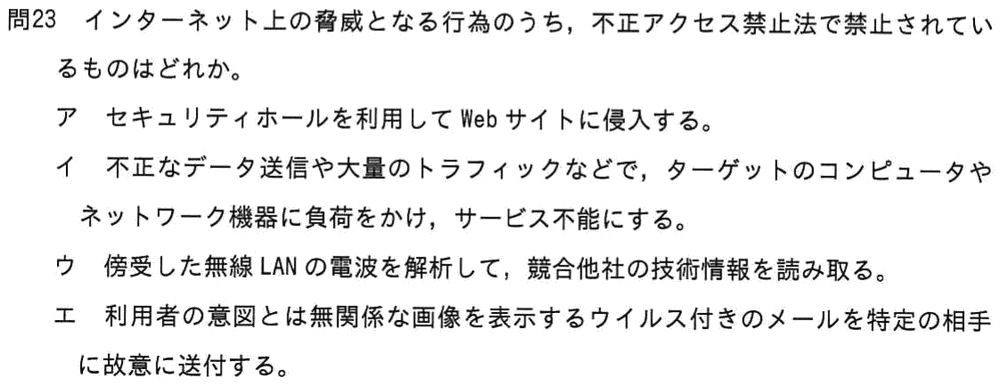 問23 インターネット上の脅威となる行為のうち，不正アクセス禁止法で禁止されてい
るものはどれか。
ア セキュリティホールを利用して Web サイトに侵入する。
イ 不正なデータ送信や大量のトラフィックなどで，ターゲットのコンピュータや
ネットワーク機器に負荷をかけ，サービス不能にする。
ウ 傍受した無線 LAN の電波を解析して，競合他社の技術情報を読み取る。
エ 利用者の意図とは無関係な画像を表示するウイルス付きのメールを特定の相手
に故意に送付する。